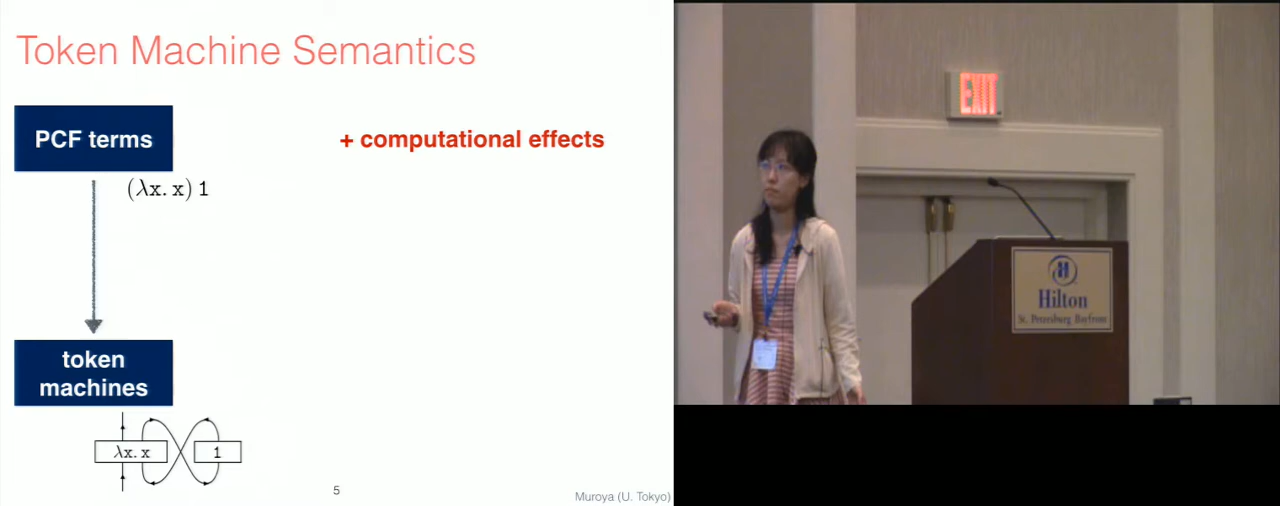 Token Machine Semantics
PCF terms
+ computational effects
(λx. x) 1
token
machines
λx. x
1
5
Muroya (U. Tokyo)
EXIT
Hilton
St. Petersburg Bayfront